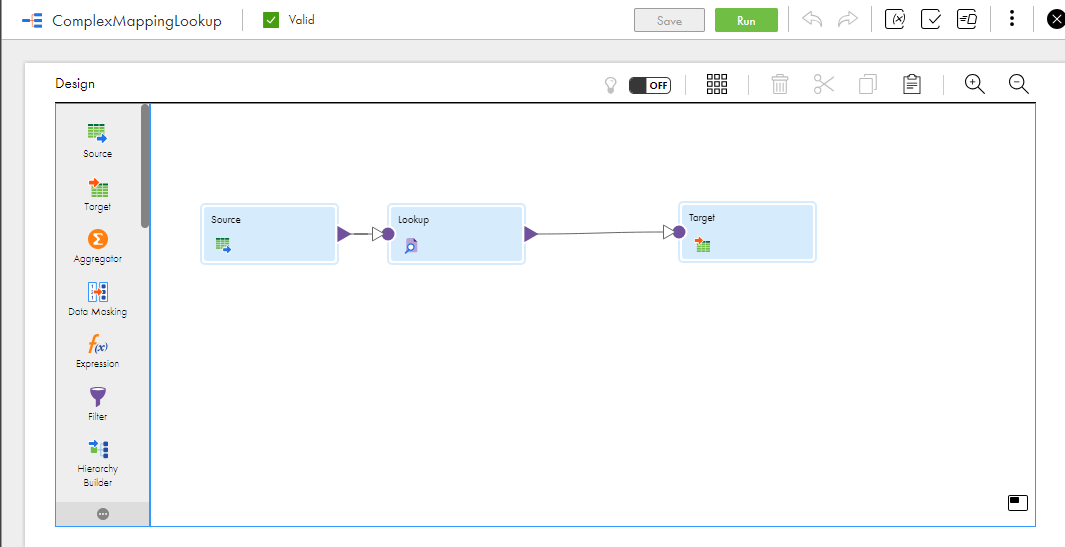 ComplexMappingLookup
Valid
Save
Run
(x)
Design
OFF
Source
Target
Σ
Aggregator
Data Masking
f(x)
Expression
Filter
Hierarchy
Builder
Source
Lookup
Target